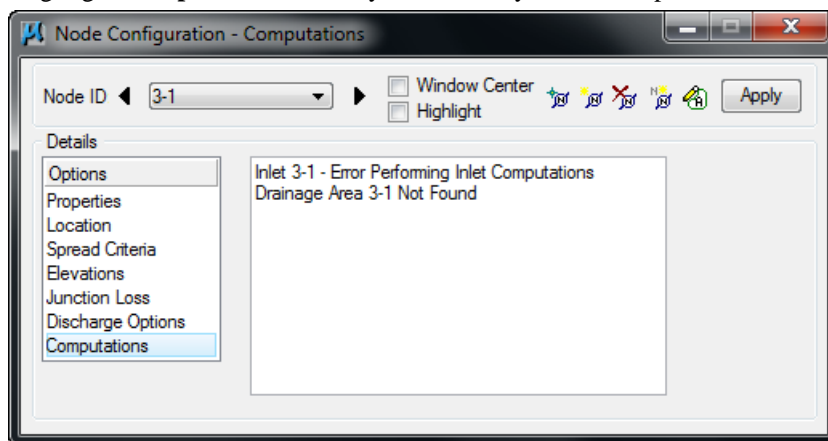 Node Configuration - Computations
Node ID
3-1
Window Center
Highlight
Apply
Details
Options
Properties
Location
Spread Criteria
Elevations
Junction Loss
Discharge Options
Computations
Inlet 3-1 - Error Performing Inlet Computations
Drainage Area 3-1 Not Found